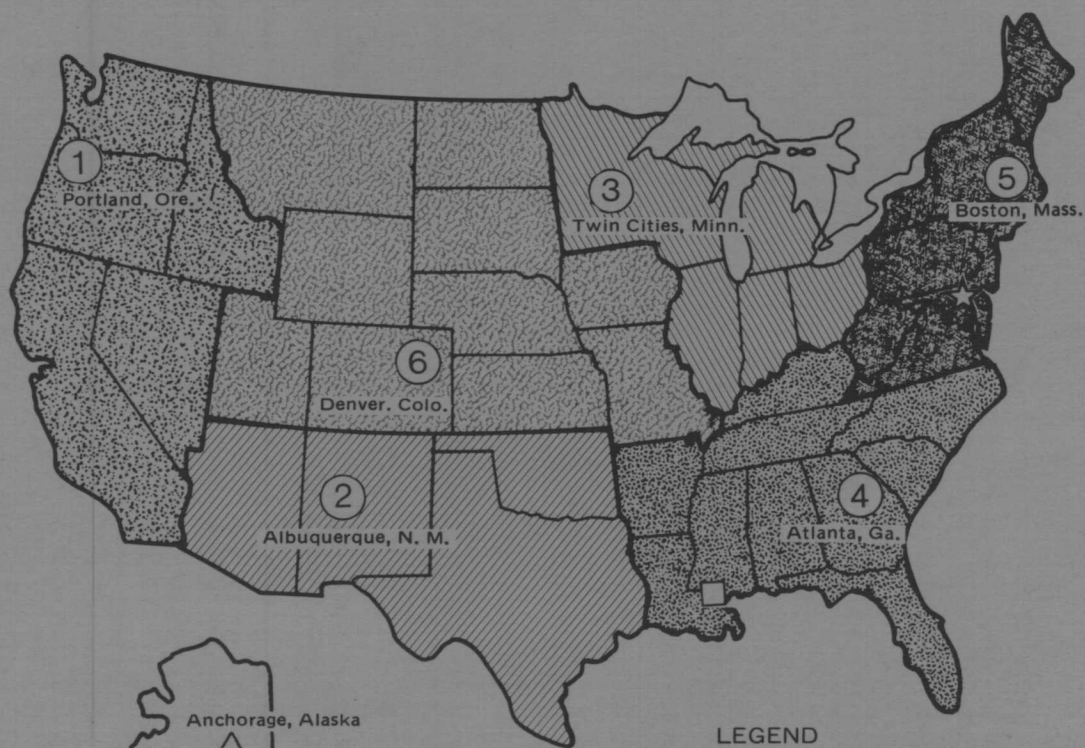 1
Portland, Ore.
3
Twin Cities, Minn.
5
Boston, Mass.
6
Denver. Colo.
2
Albuquerque, N. M.
4
Atlanta, Ga.
Anchorage, Alaska
LEGEND